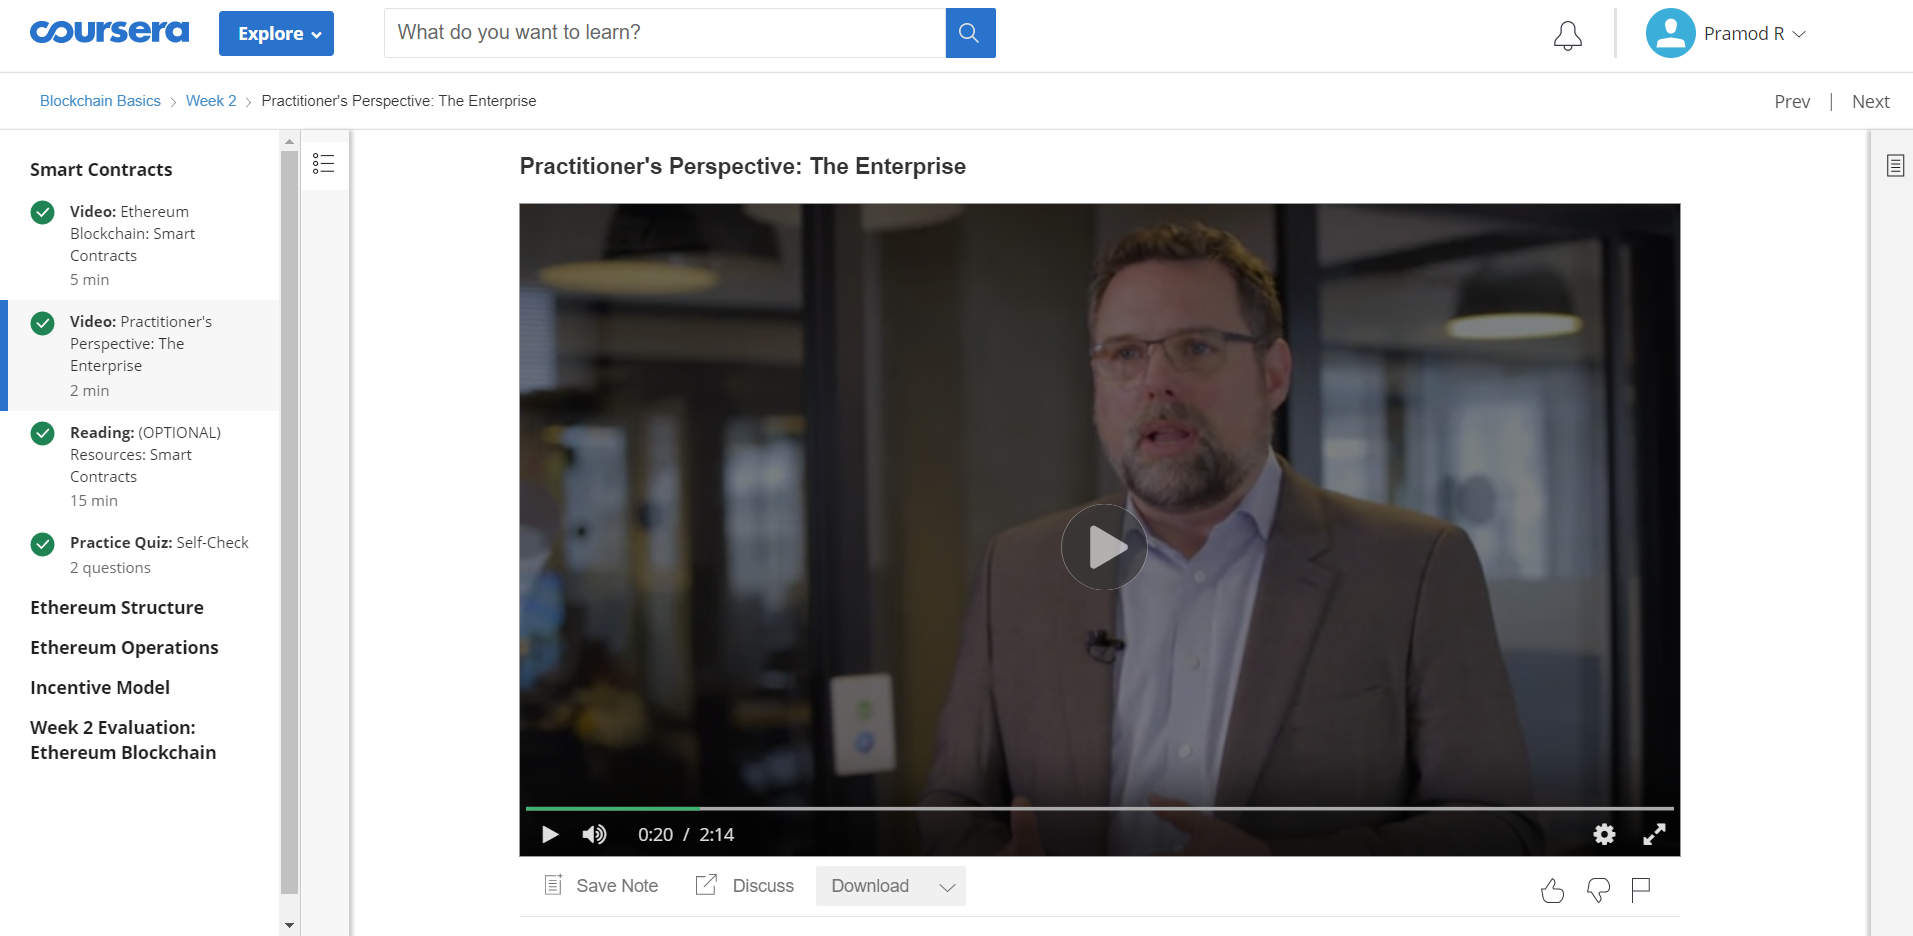 coursera
Explore
What do you want to learn?
Pramod R
Blockchain Basics
Week 2
Practitioner's Perspective: The Enterprise
Prev | Next
Smart Contracts
Video: Ethereum
Blockchain: Smart
Contracts
5 min
Video: Practitioner's
Perspective: The
Enterprise
2 min
Reading: (OPTIONAL)
Resources: Smart
Contracts
15 min
Practice Quiz: Self-Check
2 questions
Ethereum Structure
Ethereum Operations
Incentive Model
Week 2 Evaluation:
Ethereum Blockchain
Practitioner's Perspective: The Enterprise
0:20 / 2:14
Save Note
Discuss
Download